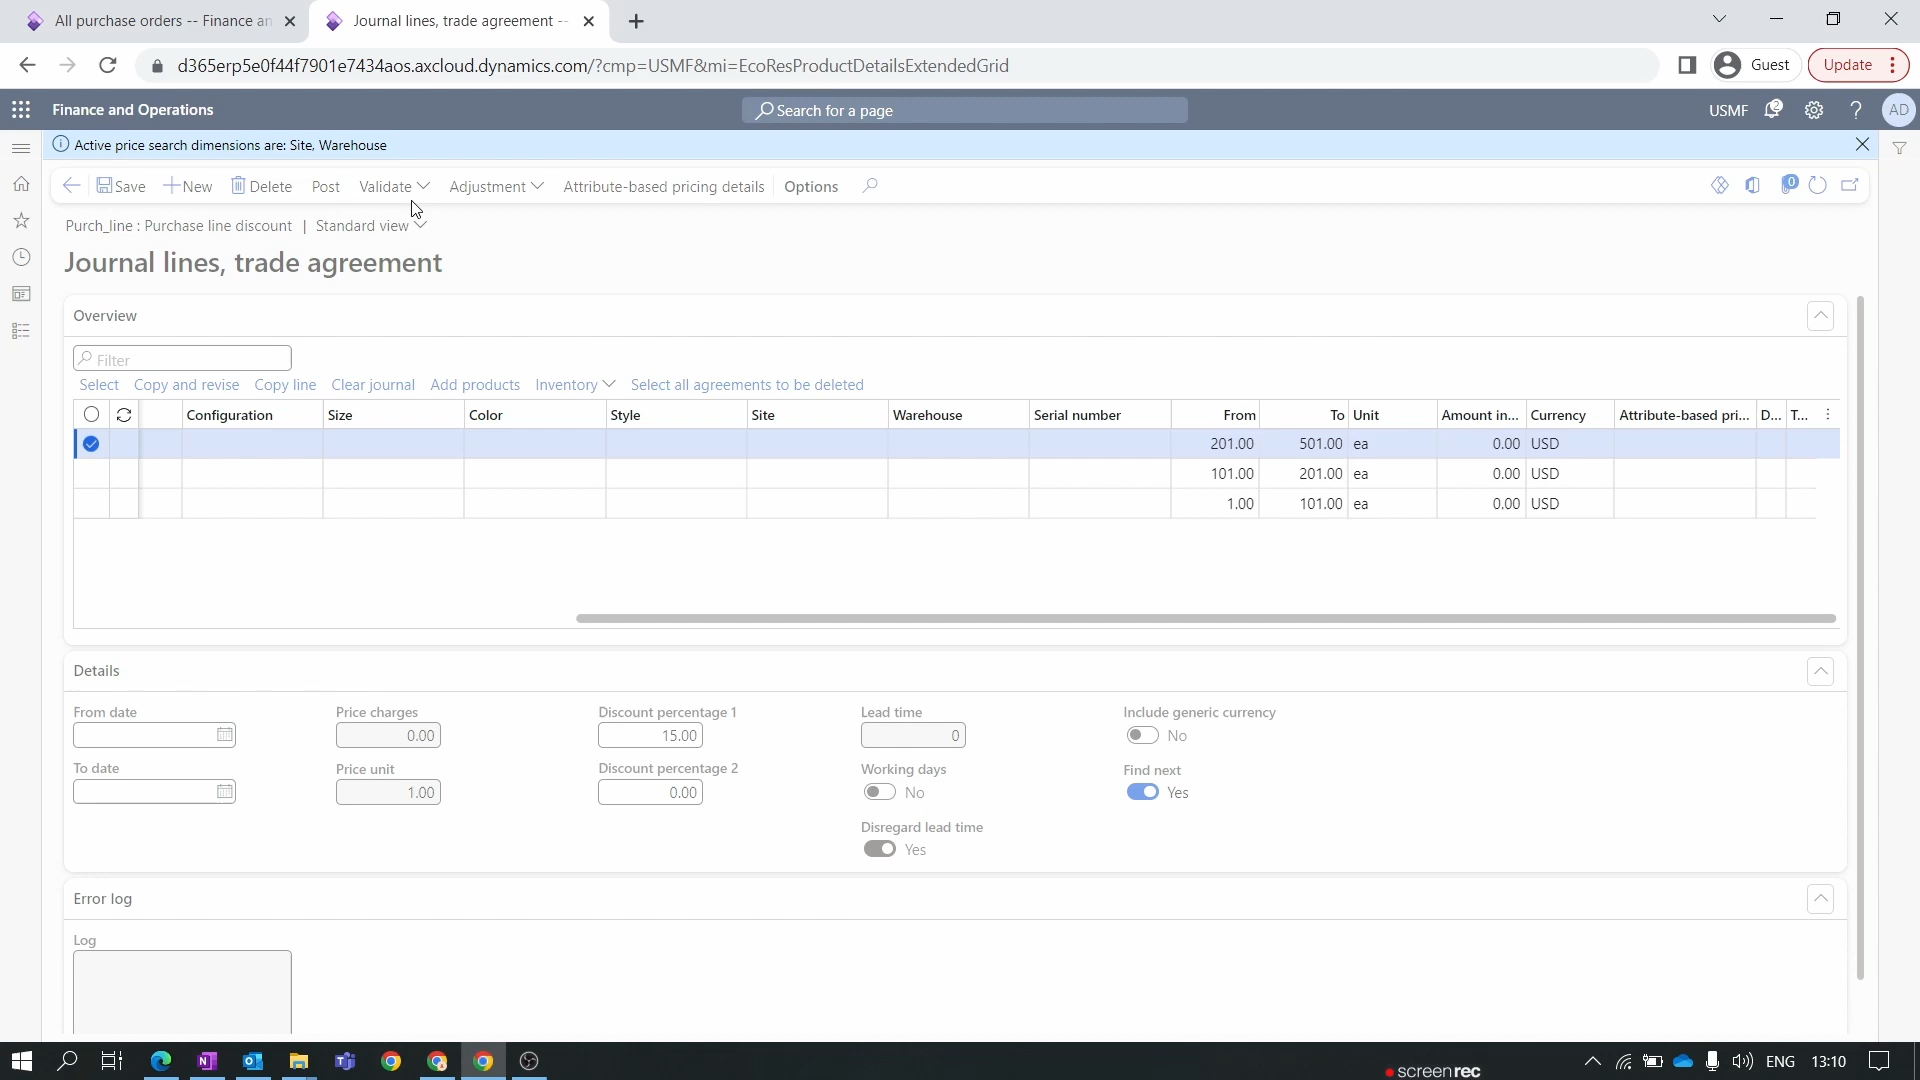 All purchase orders -- Finance an
Journal lines, trade agreement --
d365erp5e0f44f7901e7434aos.axcloud.dynamics.com/?cmp=USMF&mi=EcoResProductDetailsExtendedGrid
Guest
Update
Finance and Operations
Search for a page
USMF
2
?
AD
Active price search dimensions are: Site, Warehouse
Save
New
Delete
Post
Validate
Adjustment
Attribute-based pricing details
Options
0
Purch_line : Purchase line discount | Standard view
Journal lines, trade agreement
Overview
Filter
Select Copy and revise Copy line Clear journal Add products Inventory Select all agreements to be deleted
Configuration Size Color Style Site Warehouse Serial number From To Unit Amount in... Currency Attribute-based pri... D... T...
201.00 501.00 ea 0.00 USD
101.00 201.00 ea 0.00 USD
1.00 101.00 ea 0.00 USD
Details
From date Price charges Discount percentage 1 Lead time Include generic currency
0.00 15.00 0 No
To date Price unit Discount percentage 2 Working days Find next
1.00 0.00 No Yes
Disregard lead time
Yes
Error log
Log
ENG
13:10
screenrec